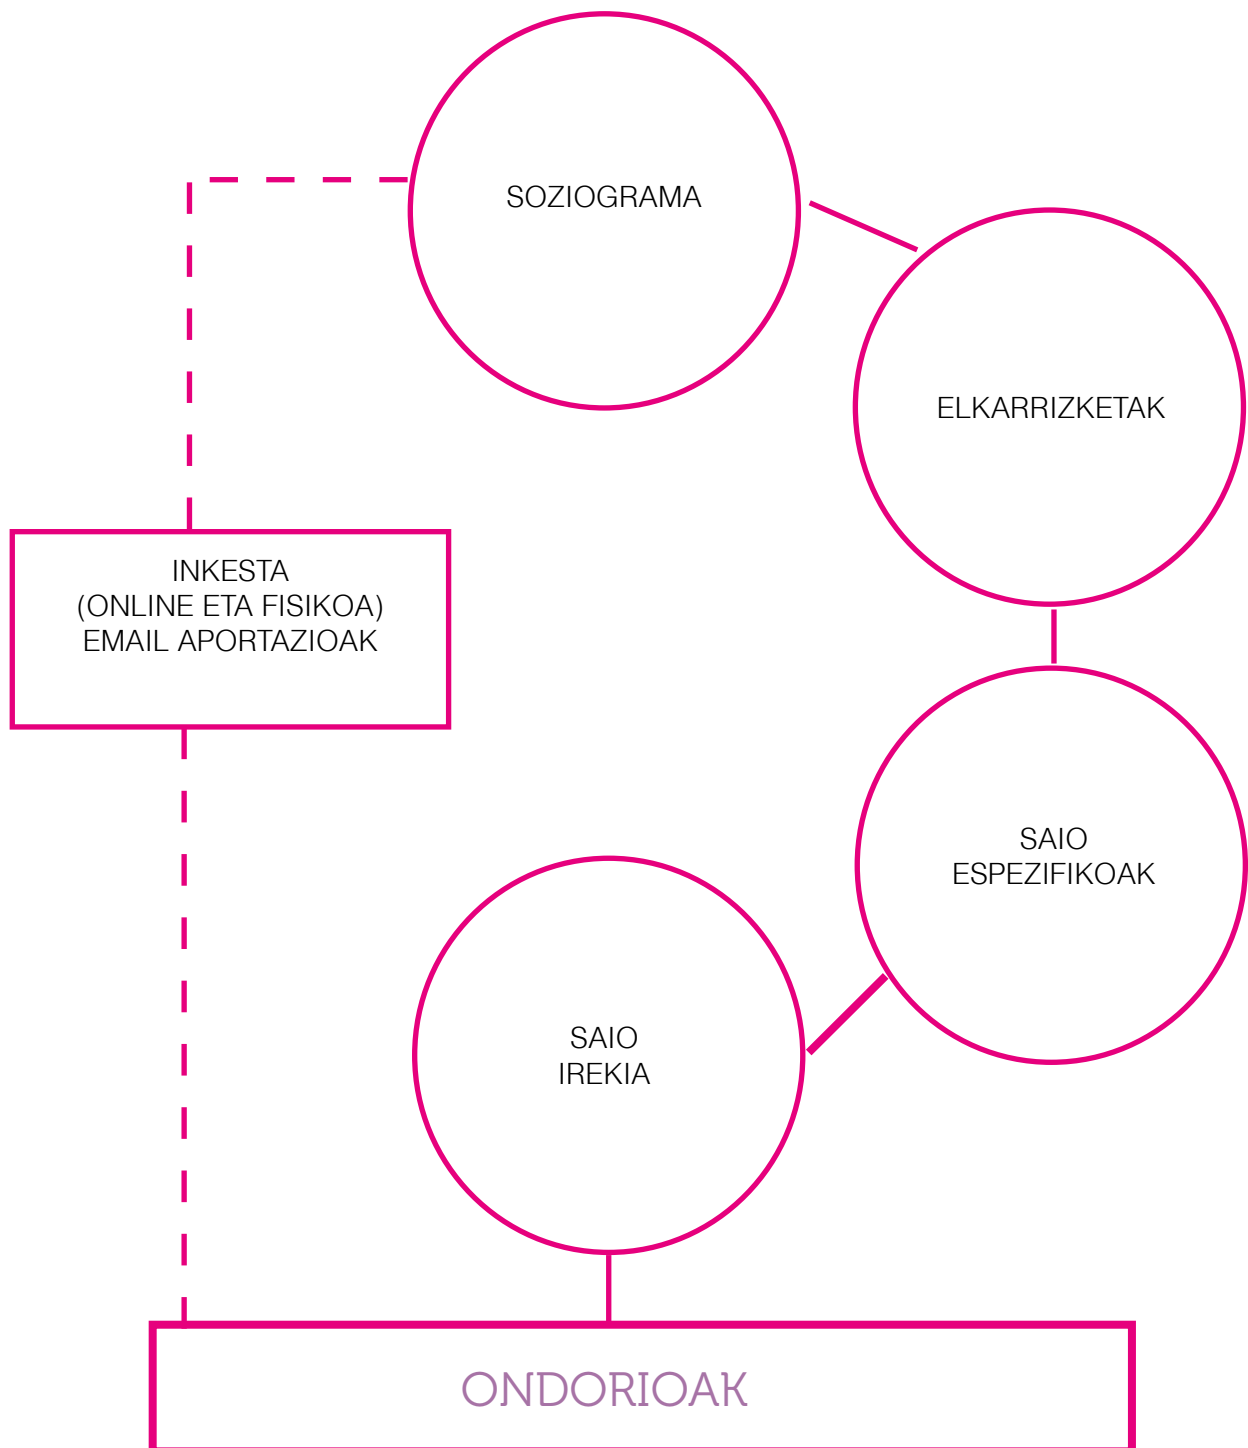 SOZIOGRAMA
ELKARRIZKETAK
INKESTA
(ONLINE ETA FISIKOA)
EMAIL APORTAZIOAK
SAIO
ESPEZIFIKOAK
SAIO
IREKIA
ONDORIOAK